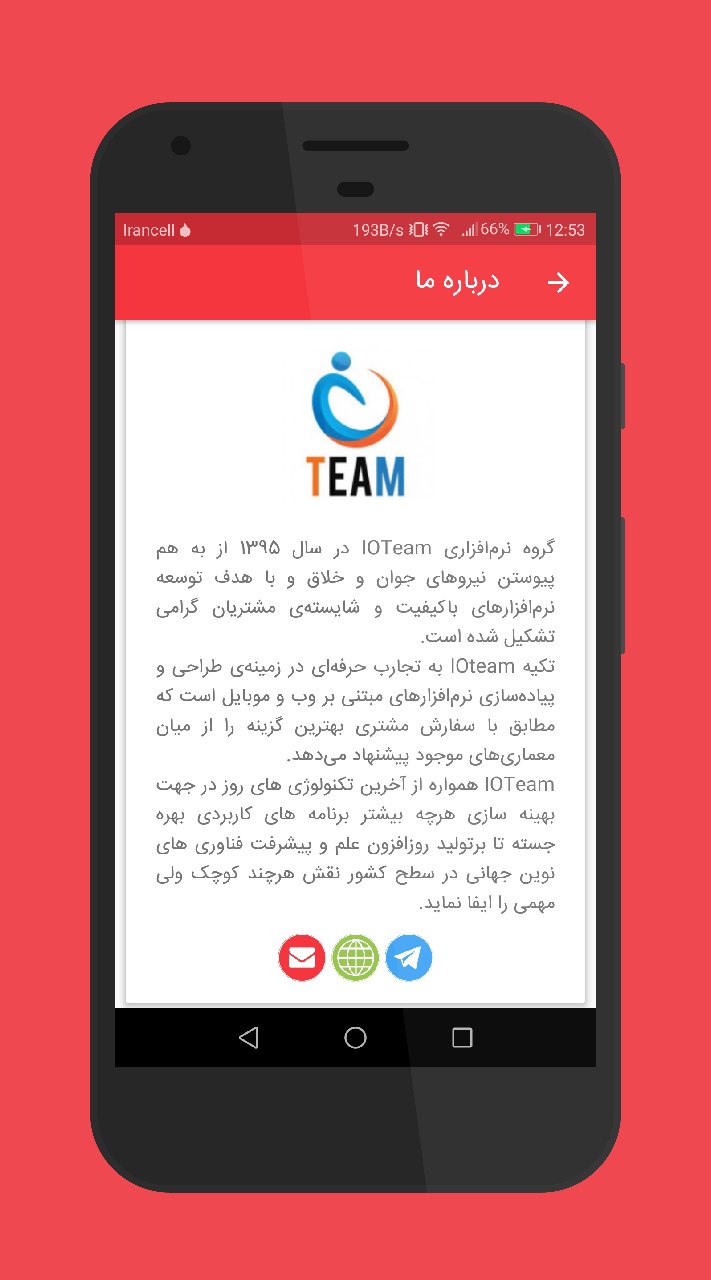 Irancell 193B/s 66% 12:53
درباره ما
TEAM
گروه نرم‌افزاری IOTeam در سال ۱۳۹۵ از به هم
پیوستن نیروهای جوان و خلاق و با هدف توسعه
نرم‌افزارهای باکیفیت و شایسته‌ی مشتریان گرامی
تشکیل شده است.
تکیه IOteam به تجارب حرفه‌ای در زمینه‌ی طراحی و
پیاده‌سازی نرم‌افزارهای مبتنی بر وب و موبایل است که
مطابق با سفارش مشتری بهترین گزینه را از میان
معماری‌های موجود پیشنهاد می‌دهد.
IOTeam همواره از آخرین تکنولوژی های روز در جهت
بهینه سازی هرچه بیشتر برنامه های کاربردی بهره
جسته تا برتولید روزافزون علم و پیشرفت فناوری های
نوین جهانی در سطح کشور نقش هرچند کوچک ولی
مهمی را ایفا نماید.